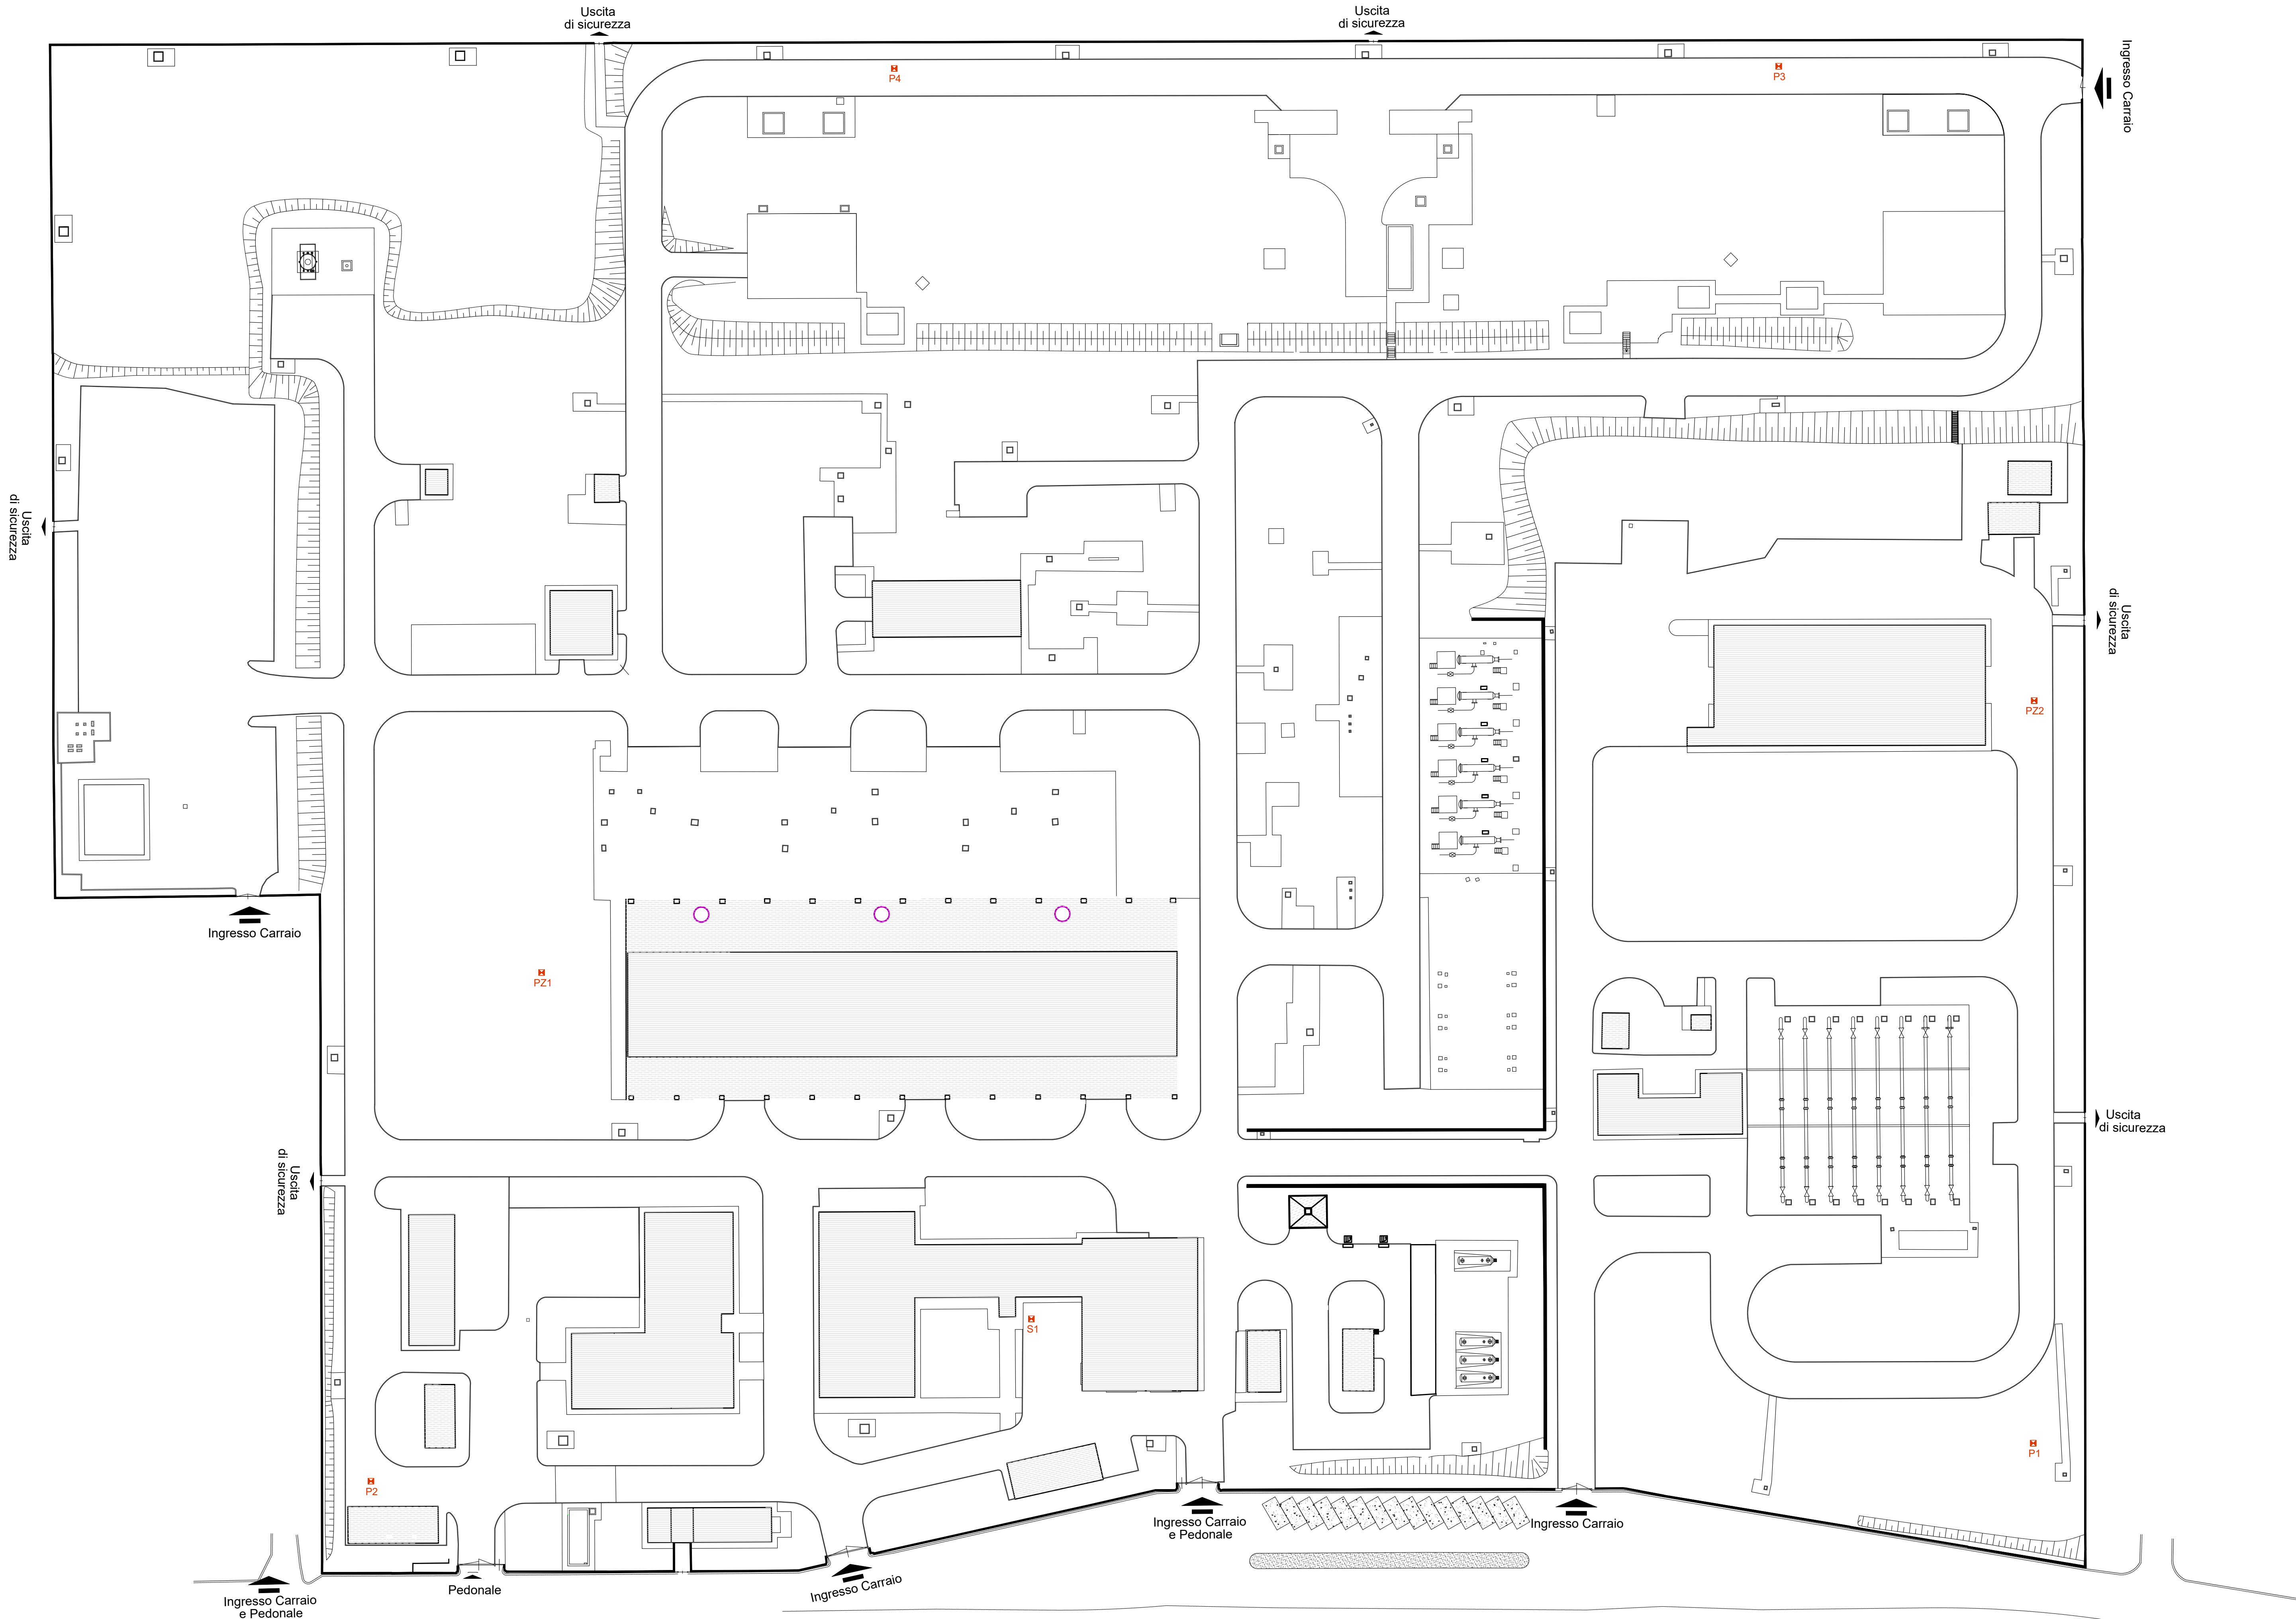 Uscita
di sicurezza
Uscita
di sicurezza
Ingresso Carraio
P4
P3
Uscita
di sicurezza
Uscita
di sicurezza
PZ2
Ingresso Carraio
PZ1
Uscita
di sicurezza
Uscita
di sicurezza
S1
P1
P2
Ingresso Carraio
e Pedonale
Ingresso Carraio
Pedonale
Ingresso Carraio
Ingresso Carraio
e Pedonale